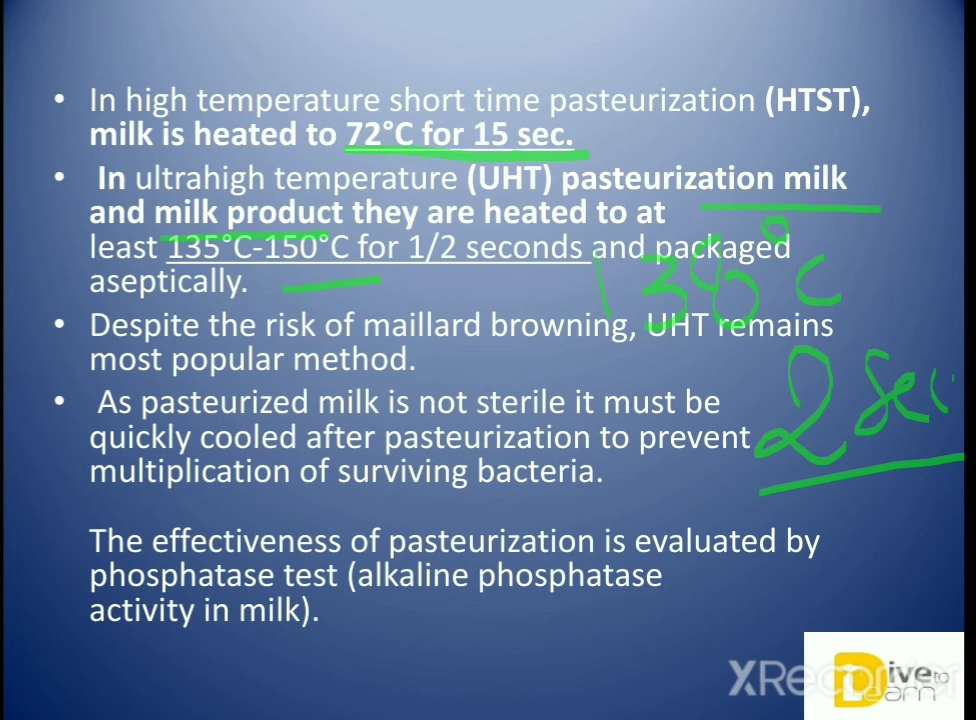 • In high temperature short time pasteurization (HTST),
milk is heated to 72°C for 15 sec.
• In ultrahigh temperature (UHT) pasteurization milk
and milk product they are heated to at
least 135°C-150°C for 1/2 seconds and packaged
aseptically.
138°C
• Despite the risk of maillard browning, UHT remains
most popular method.
2 sec
• As pasteurized milk is not sterile it must be
quickly cooled after pasteurization to prevent
multiplication of surviving bacteria.
The effectiveness of pasteurization is evaluated by
phosphatase test (alkaline phosphatase
activity in milk).
XRecorder
Dive to
Learn